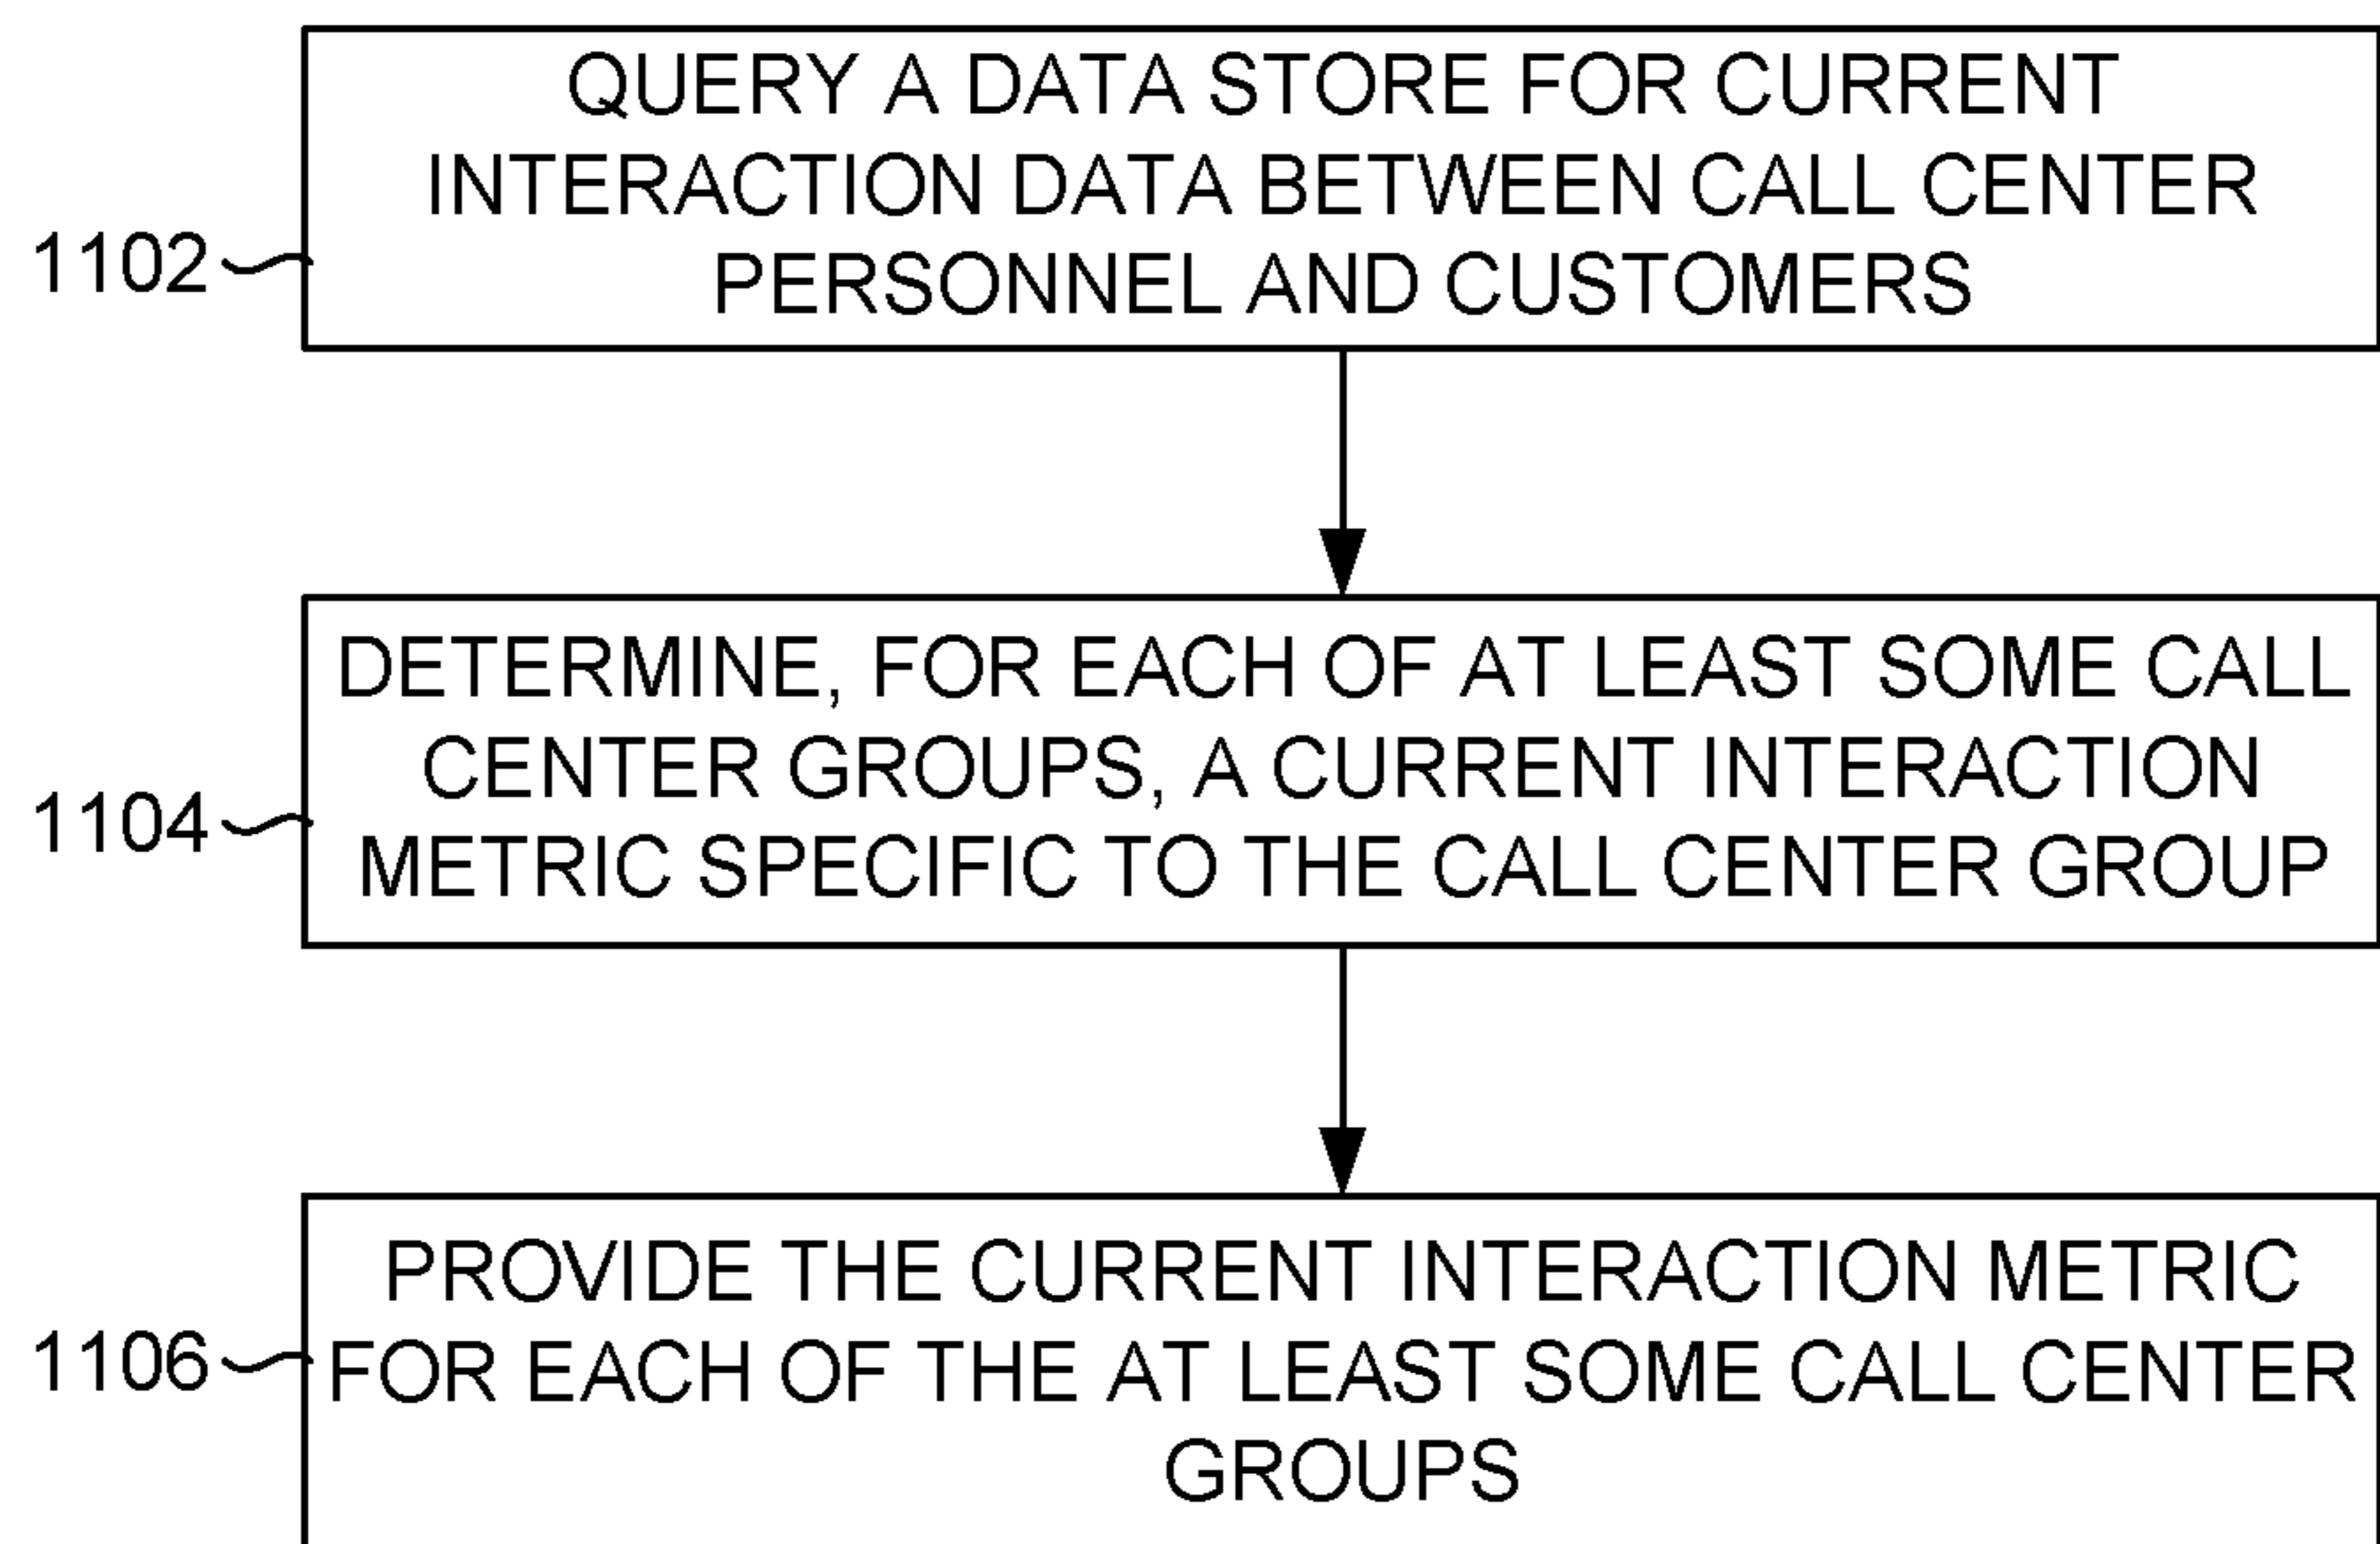 QUERY A DATA STORE FOR CURRENT
INTERACTION DATA BETWEEN CALL CENTER
PERSONNEL AND CUSTOMERS
1102
DETERMINE, FOR EACH OF AT LEAST SOME CALL
CENTER GROUPS, A CURRENT INTERACTION
METRIC SPECIFIC TO THE CALL CENTER GROUP
1104
PROVIDE THE CURRENT INTERACTION METRIC
FOR EACH OF THE AT LEAST SOME CALL CENTER
GROUPS
1106